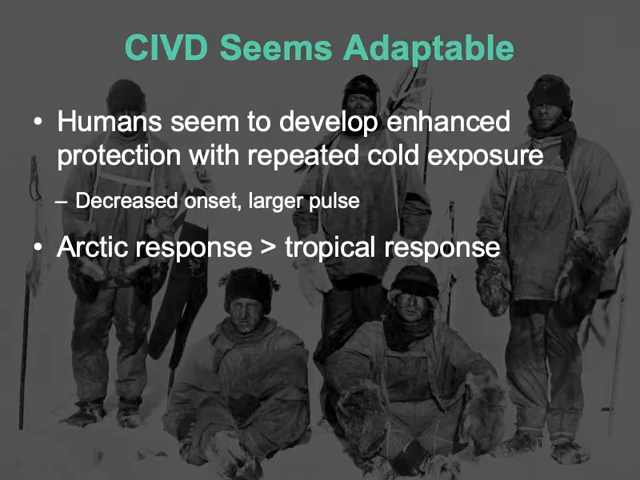 CIVD Seems Adaptable
• Humans seem to develop enhanced
protection with repeated cold exposure
– Decreased onset, larger pulse
• Arctic response > tropical response